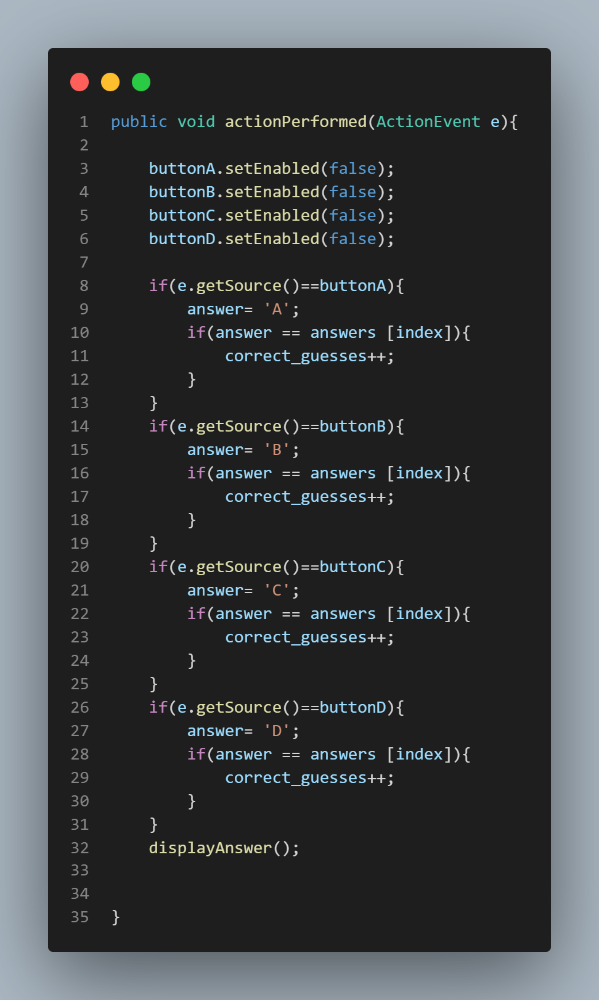 1 public void actionPerformed(ActionEvent e){
2
3     buttonA.setEnabled(false);
4     buttonB.setEnabled(false);
5     buttonC.setEnabled(false);
6     buttonD.setEnabled(false);
7
8     if(e.getSource()==buttonA){
9         answer= 'A';
10         if(answer == answers [index]){
11             correct_guesses++;
12         }
13     }
14     if(e.getSource()==buttonB){
15         answer= 'B';
16         if(answer == answers [index]){
17             correct_guesses++;
18         }
19     }
20     if(e.getSource()==buttonC){
21         answer= 'C';
22         if(answer == answers [index]){
23             correct_guesses++;
24         }
25     }
26     if(e.getSource()==buttonD){
27         answer= 'D';
28         if(answer == answers [index]){
29             correct_guesses++;
30         }
31     }
32     displayAnswer();
33
34
35 }